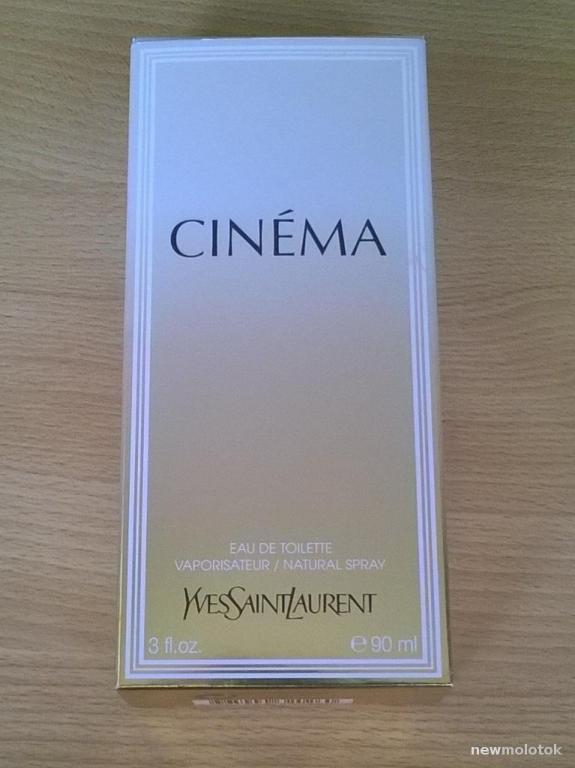 CINÉMA
EAU DE TOILETTE
VAPORISATEUR / NATURAL SPRAY
YVESSAINTLAURENT
3 fl.oz. ℮ 90 ml
newmolotok